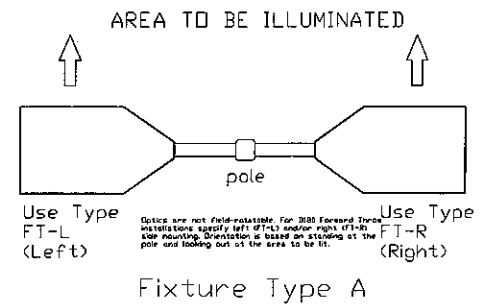 AREA TO BE ILLUMINATED
pole
Use Type
FT-L
(Left)
Optics are not field-rotatable. For D180 Forward Throw
installations specify left (FT-L) and/or right (FT-R)
side mounting. Orientation is based on standing at the
pole and looking out at the area to be lit.
Use Type
FT-R
(Right)
Fixture Type A